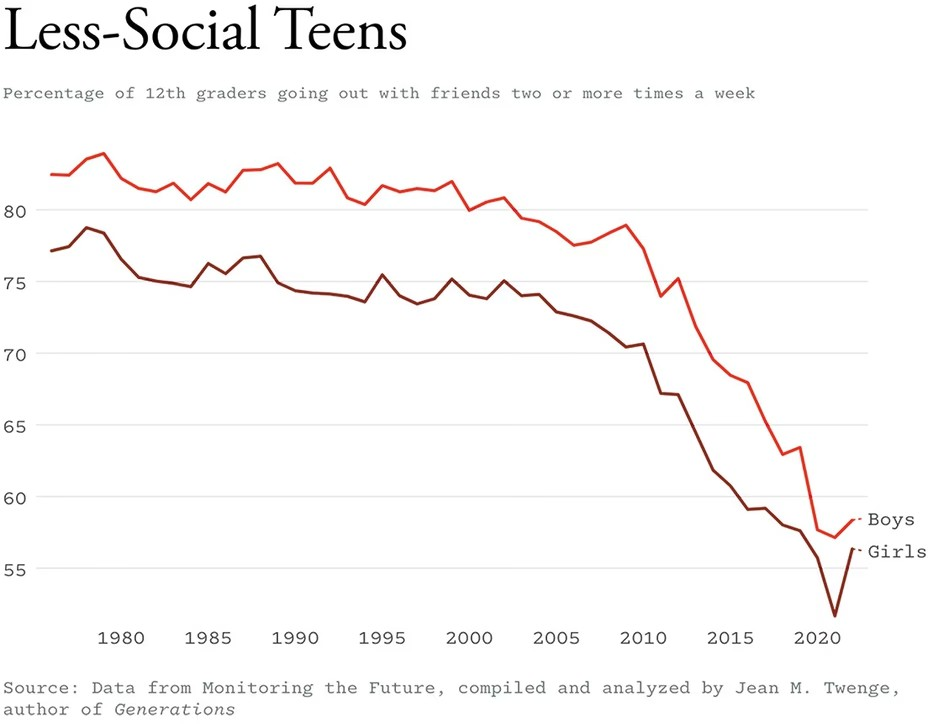 Less-Social Teens
Percentage of 12th graders going out with friends two or more times a week
80
75
70
65
60
55
Boys
Girls
1980 1985 1990 1995 2000 2005 2010 2015 2020
Source: Data from Monitoring the Future, compiled and analyzed by Jean M. Twenge,
author of Generations